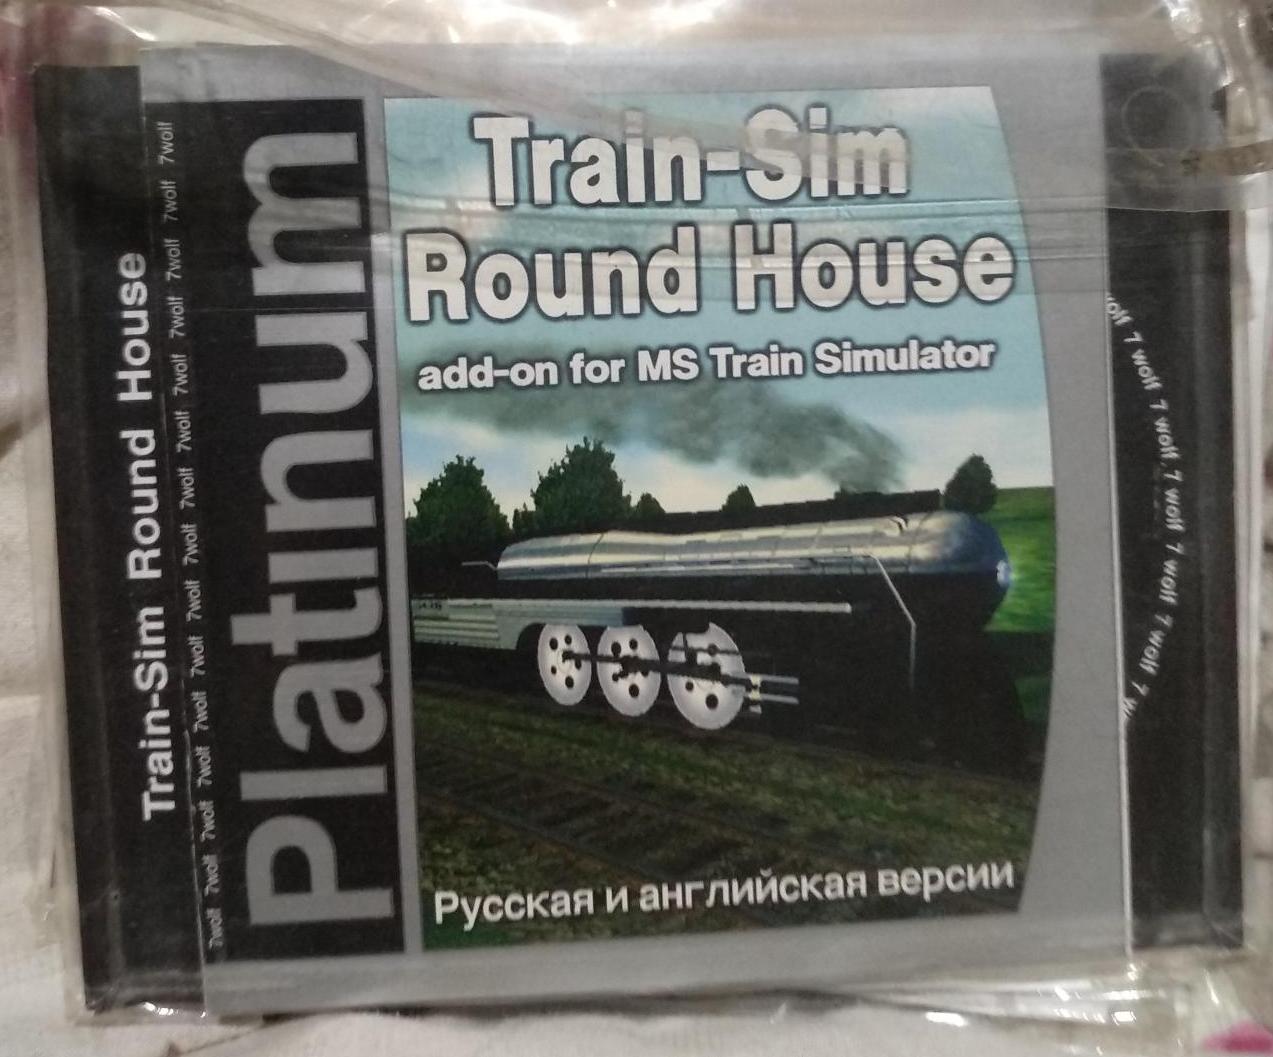 Train-Sim Round House
7wolf 7wolf 7wolf 7wolf 7wolf 7wolf 7wolf 7wolf 7wolf 7wolf 7wolf 7wolf 7wolf 7wolf 7wolf
Platinum
Train-Sim
Round House
add-on for MS Train Simulator
Русская и английская версии
7 wolf 7 wolf 7 wolf 7 wolf 7 wolf 7 w